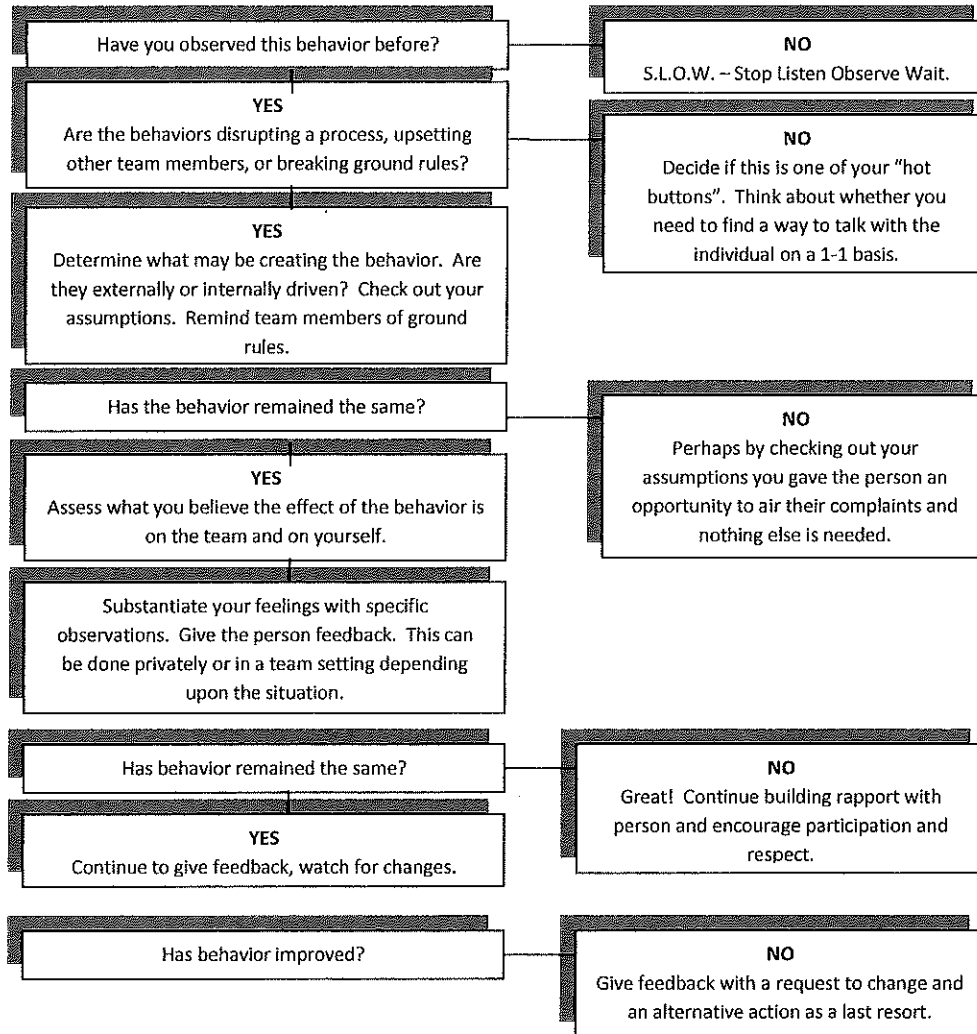 Have you observed this behavior before?
NO
S.L.O.W. – Stop Listen Observe Wait.
YES
Are the behaviors disrupting a process, upsetting
other team members, or breaking ground rules?
NO
Decide if this is one of your "hot
buttons". Think about whether you
need to find a way to talk with the
individual on a 1-1 basis.
YES
Determine what may be creating the behavior. Are
they externally or internally driven? Check out your
assumptions. Remind team members of ground
rules.
Has the behavior remained the same?
NO
Perhaps by checking out your
assumptions you gave the person an
opportunity to air their complaints and
nothing else is needed.
YES
Assess what you believe the effect of the behavior is
on the team and on yourself.
Substantiate your feelings with specific
observations. Give the person feedback. This can
be done privately or in a team setting depending
upon the situation.
Has behavior remained the same?
NO
Great! Continue building rapport with
person and encourage participation and
respect.
YES
Continue to give feedback, watch for changes.
Has behavior improved?
NO
Give feedback with a request to change and
an alternative action as a last resort.